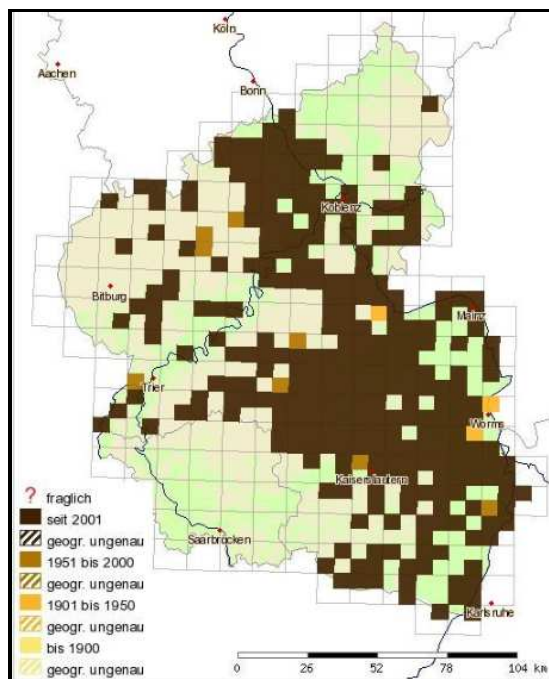 Köln
Aachen
Bonn
Koblenz
Bitburg
Mainz
Trier
Worms
Kaiserslautern
Saarbrücken
Karlsruhe
? fraglich
seit 2001
geogr. ungenau
1951 bis 2000
geogr. ungenau
1901 bis 1950
geogr. ungenau
bis 1900
geogr. ungenau
0 26 52 78 104 km